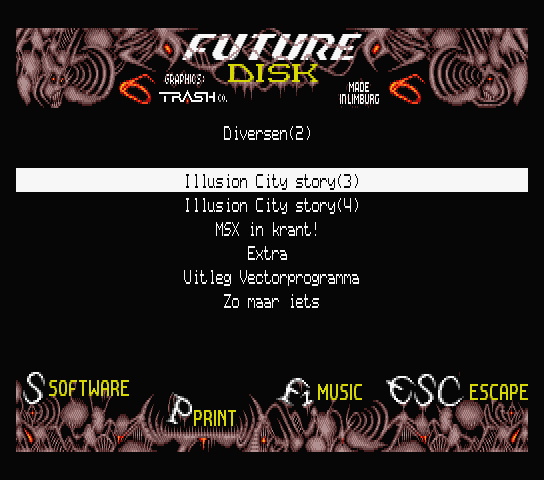 FUTURE
DISK
GRAPHICS:
TRASH CO.
MADE
IN LIMBURG
Diversen(2)
Illusion City story(3)
Illusion City story(4)
MSX in krant!
Extra
Uitleg Vectorprogramma
Zo maar iets
S SOFTWARE
P PRINT
F1 MUSIC
ESC ESCAPE